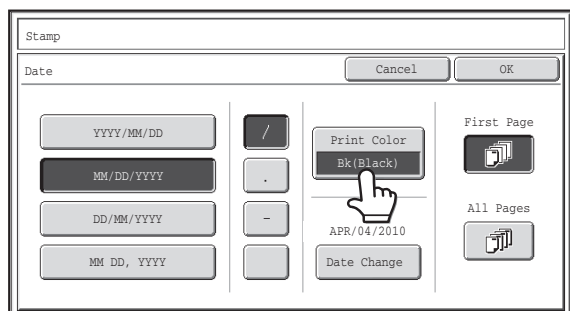 Stamp
Date
Cancel
OK
YYYY/MM/DD
MM/DD/YYYY
DD/MM/YYYY
MM DD, YYYY
/
.
-
Print Color
Bk(Black)
APR/04/2010
Date Change
First Page
All Pages